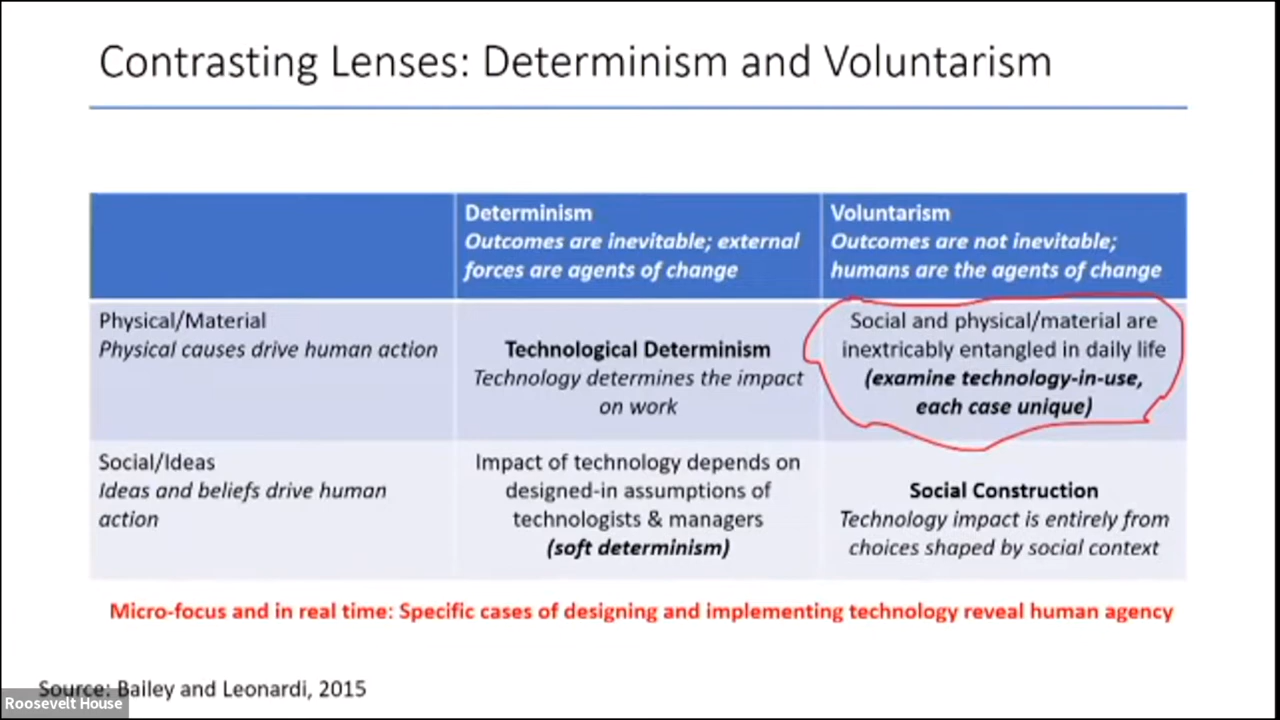 Contrasting Lenses: Determinism and Voluntarism
Determinism
Outcomes are inevitable; external
forces are agents of change
Voluntarism
Outcomes are not inevitable;
humans are the agents of change
Physical/Material
Physical causes drive human action
Technological Determinism
Technology determines the impact
on work
Social and physical/material are
inextricably entangled in daily life
(examine technology-in-use,
each case unique)
Social/Ideas
Ideas and beliefs drive human
action
Impact of technology depends on
designed-in assumptions of
technologists & managers
(soft determinism)
Social Construction
Technology impact is entirely from
choices shaped by social context
Micro-focus and in real time: Specific cases of designing and implementing technology reveal human agency
Source: Bailey and Leonardi, 2015
Roosevelt House